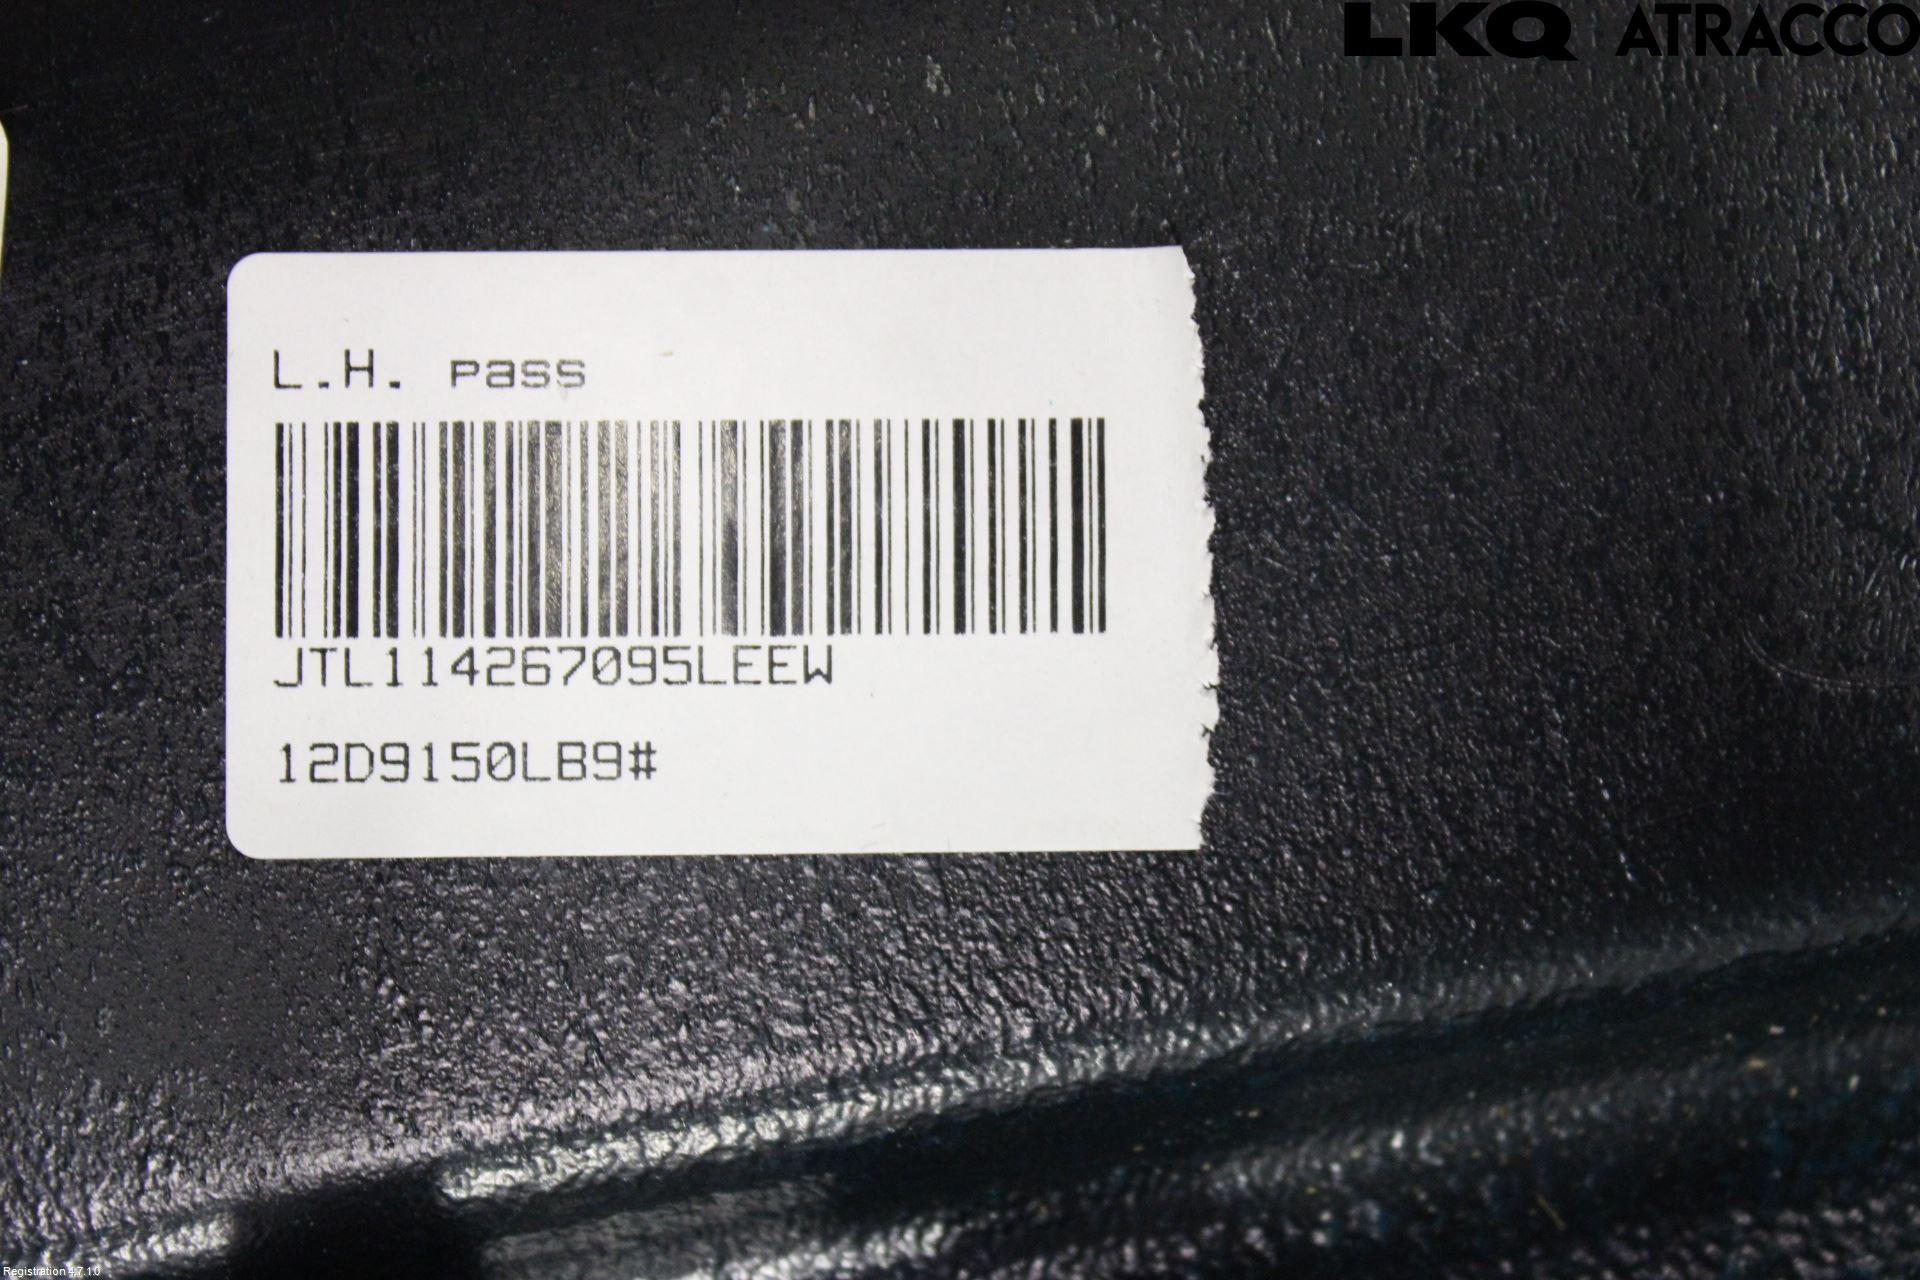 LKQ ATRACCO
L.H. pass
JTL114267095LEEW
12D9150LB9#
Registration 4.7.1.0